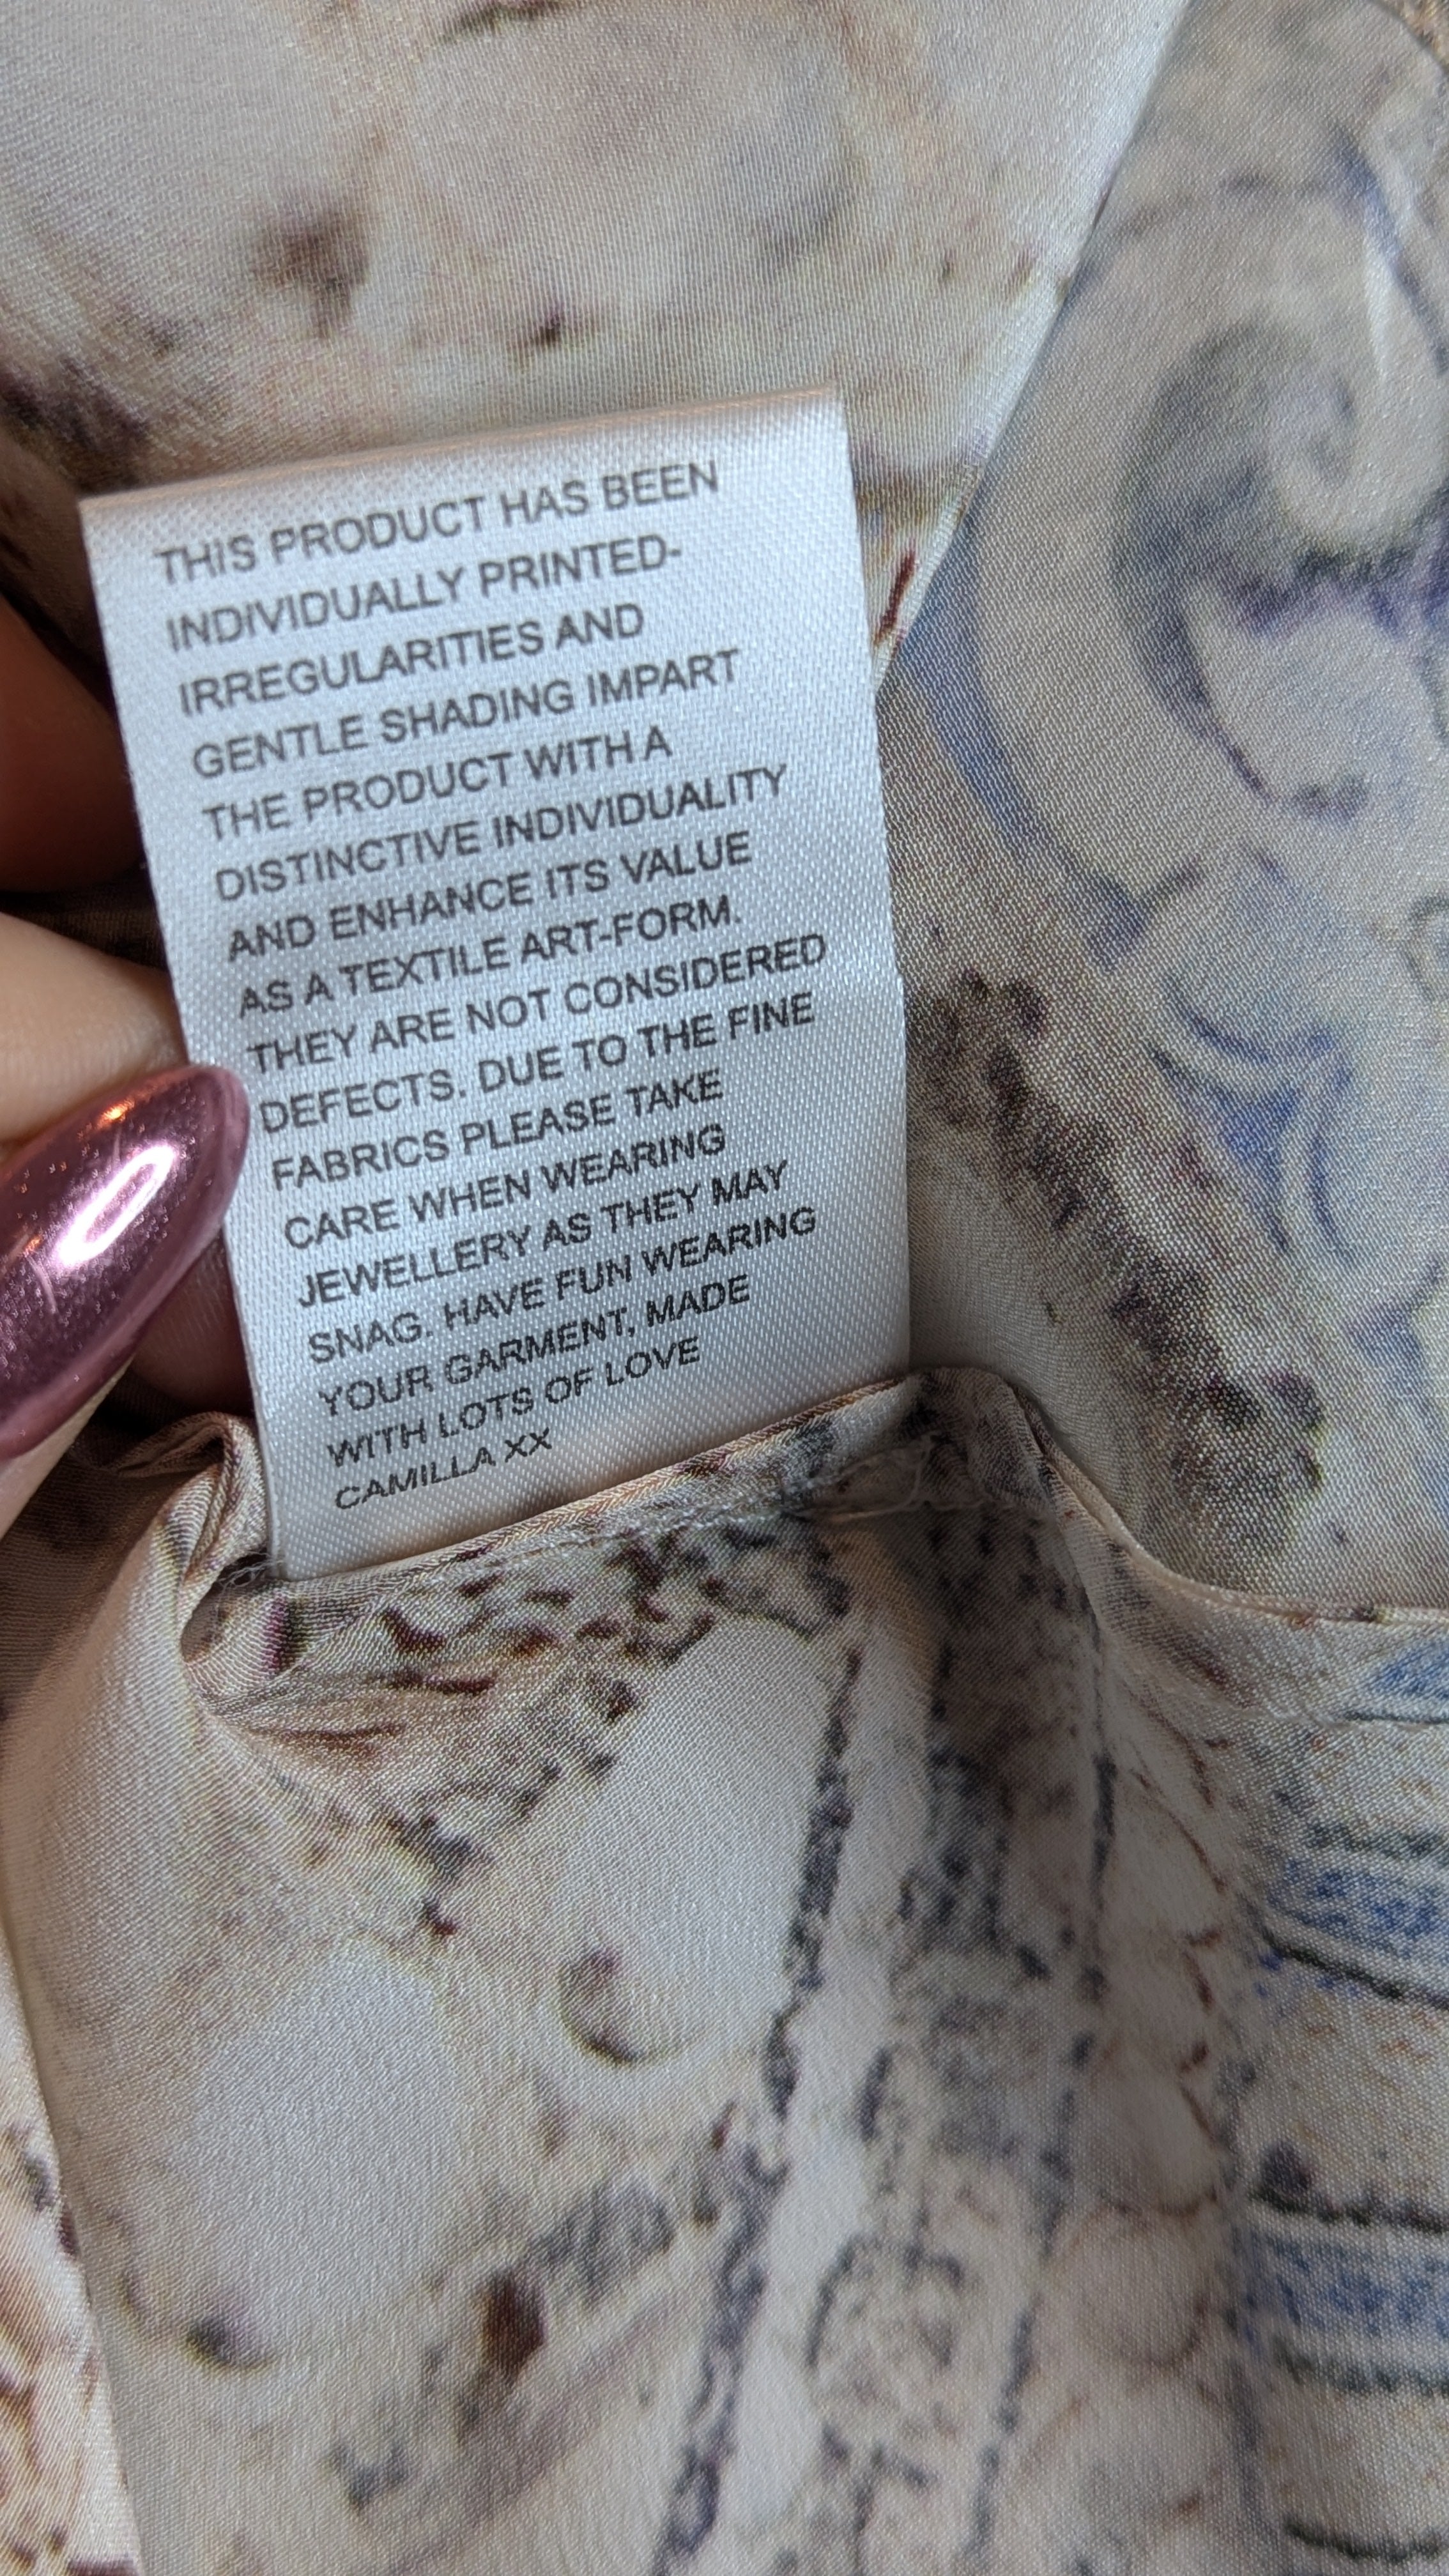 THIS PRODUCT HAS BEEN
INDIVIDUALLY PRINTED-
IRREGULARITIES AND
GENTLE SHADING IMPART
THE PRODUCT WITH A
DISTINCTIVE INDIVIDUALITY
AND ENHANCE ITS VALUE
AS A TEXTILE ART-FORM.
THEY ARE NOT CONSIDERED
DEFECTS. DUE TO THE FINE
FABRICS PLEASE TAKE
CARE WHEN WEARING
JEWELLERY AS THEY MAY
SNAG. HAVE FUN WEARING
YOUR GARMENT, MADE
WITH LOTS OF LOVE
CAMILLA XX